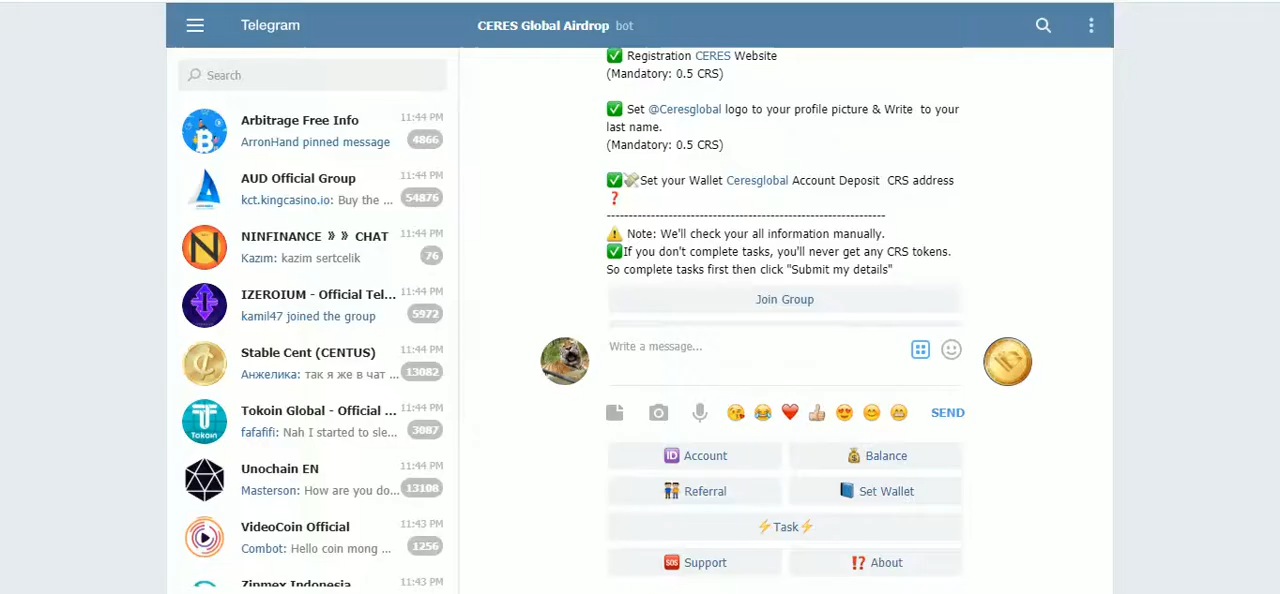 Telegram
CERES Global Airdrop bot
Search
Arbitrage Free Info 11:44 PM
ArronHand pinned message 4866
AUD Official Group 11:44 PM
kct.kingcasino.io: Buy the ... 54876
NINFINANCE 》》 CHAT 11:44 PM
Kazım: kazim sertcelik 76
IZEROIUM - Official Tel... 11:44 PM
kamil47 joined the group 5972
Stable Cent (CENTUS) 11:44 PM
Анжелика: так я же в чат ... 13082
Tokoin Global - Official ... 11:44 PM
fafafifi: Nah I started to sle... 3087
Unochain EN 11:44 PM
Masterson: How are you do... 13108
VideoCoin Official 11:43 PM
Combot: Hello coin mong ... 1256
Zipmex Indonesia 11:43 PM
✅ Registration CERES Website
(Mandatory: 0.5 CRS)
✅ Set @Ceresglobal logo to your profile picture & Write to your
last name.
(Mandatory: 0.5 CRS)
✅💸Set your Wallet Ceresglobal Account Deposit CRS address
❓
---------------------------------------------------------------
⚠️ Note: We'll check your all information manually.
✅If you don't complete tasks, you'll never get any CRS tokens.
So complete tasks first then click "Submit my details"
Join Group
Write a message...
SEND
🆔 Account
💰 Balance
👬 Referral
📘 Set Wallet
⚡Task⚡
🆘 Support
⁉️ About